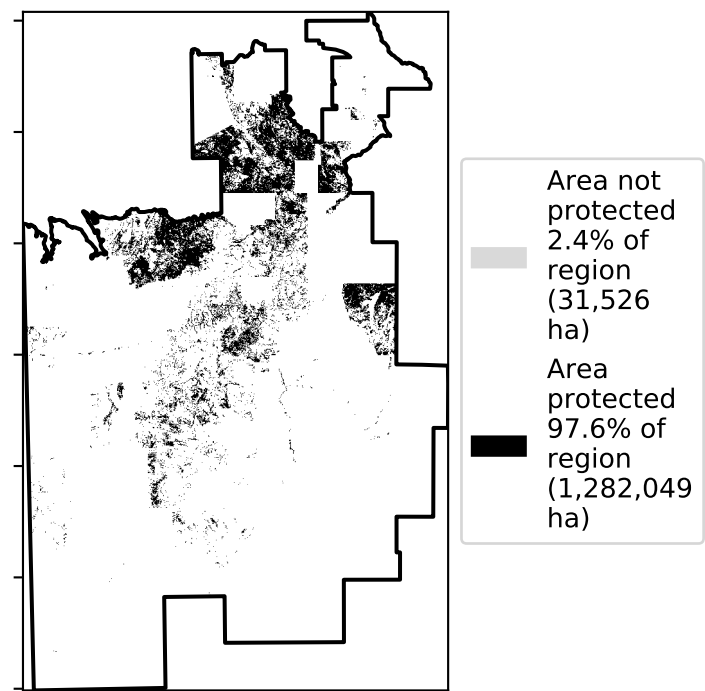 Area not
protected
2.4% of
region
(31,526
ha)
Area
protected
97.6% of
region
(1,282,049
ha)